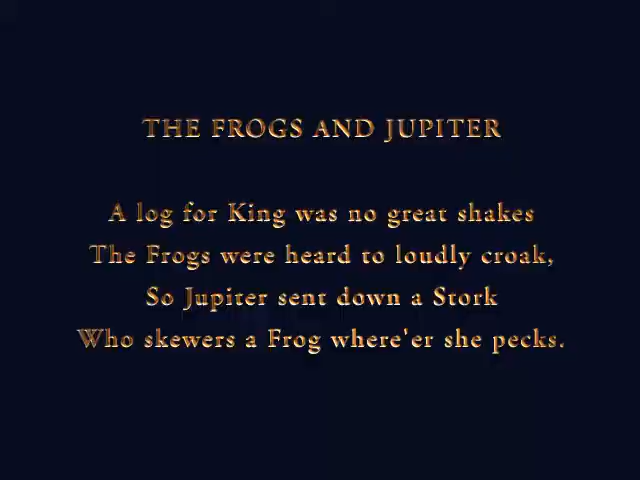 THE FROGS AND JUPITER
A log for King was no great shakes
The Frogs were heard to loudly croak,
So Jupiter sent down a Stork
Who skewers a Frog where'er she pecks.